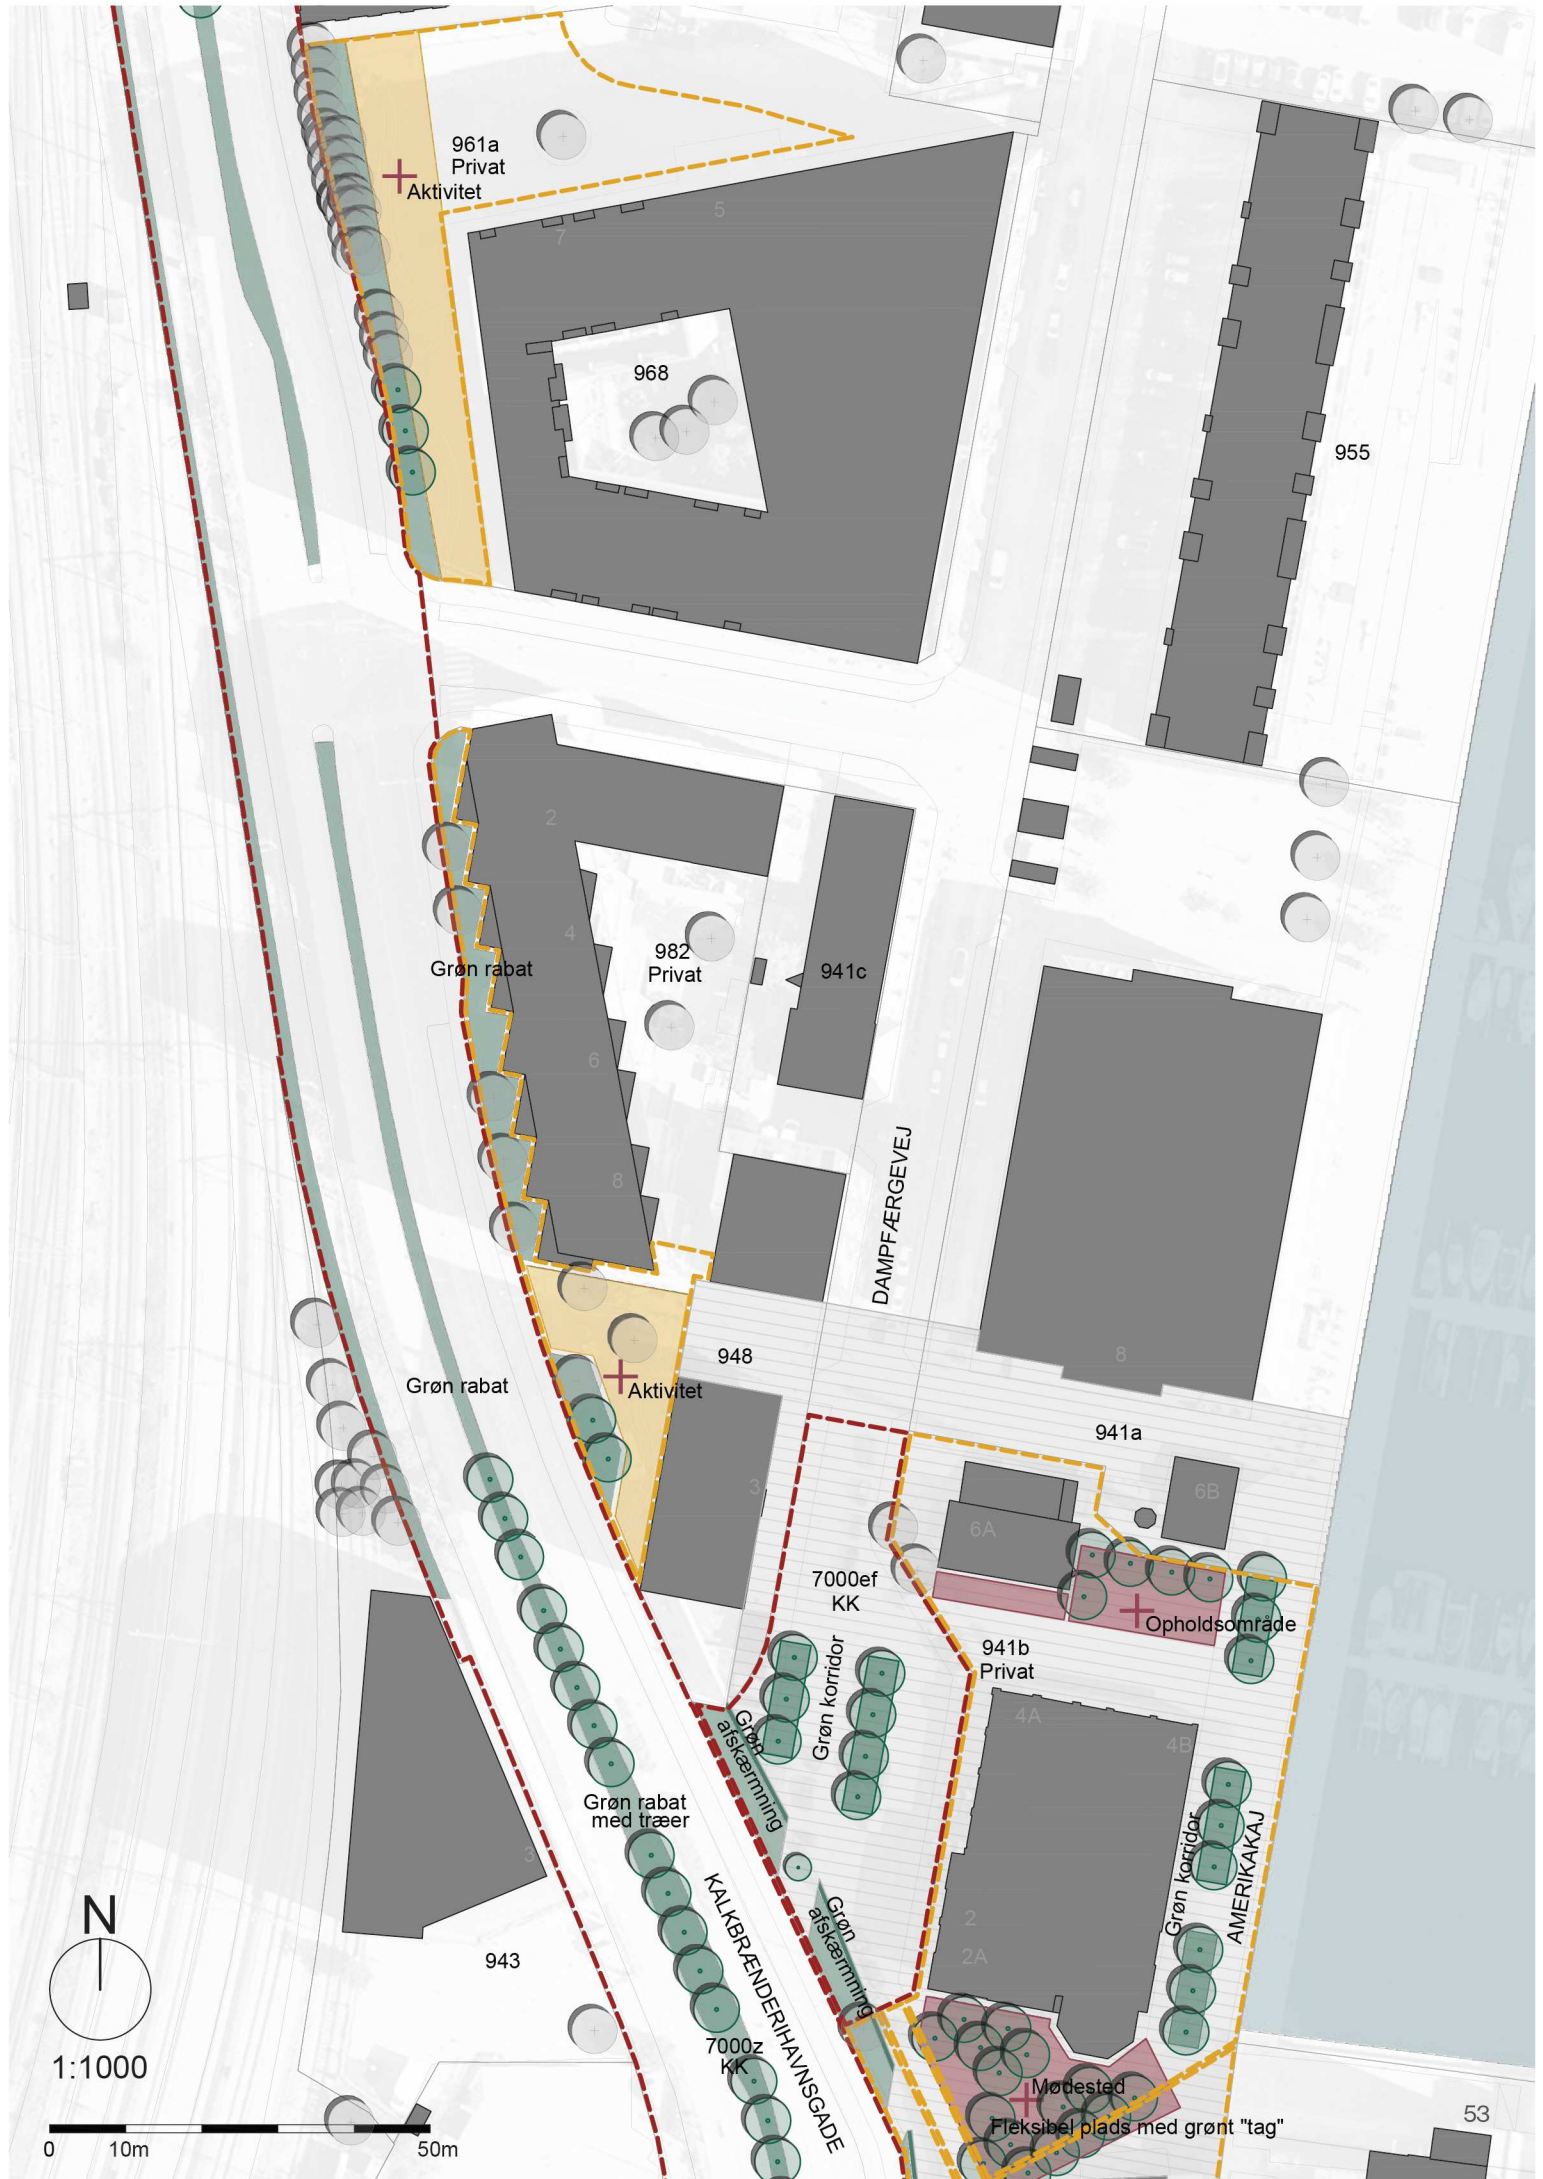 961a
Privat
Aktivitet
5
7
968
955
2
4
982
Privat
941c
Grøn rabat
6
8
DAMPFÆRGEVEJ
948
8
Grøn rabat
Aktivitet
941a
3
6B
6A
7000ef
KK
Opholdsområde
941b
Privat
Grøn korridor
4A
4B
Grøn
afskærmning
Grøn rabat
med træer
3
Grøn korridor
AMERIKAKAJ
KALKBRÆNDERIHAVNSGADE
Grøn
afskærmning
2
2A
N
943
7000z
KK
1:1000
Mødested
Fleksibel plads med grønt "tag"
53
0 10m 50m